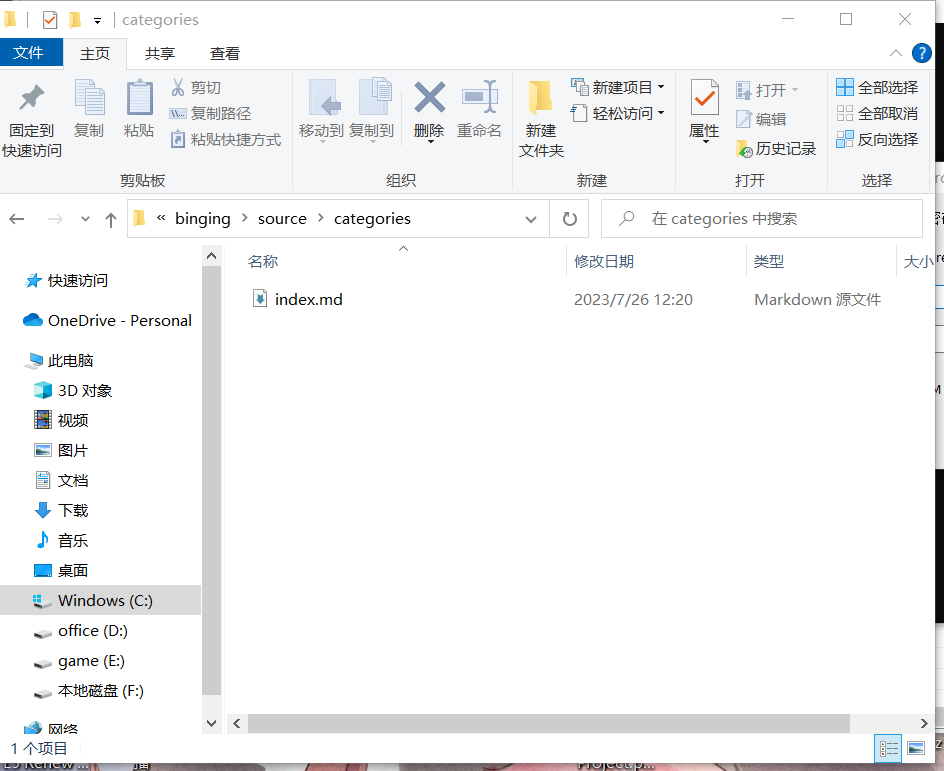 categories
文件 主页 共享 查看
固定到
快速访问
复制
粘贴
剪切
复制路径
粘贴快捷方式
移动到 复制到 删除 重命名
新建
文件夹
新建项目
轻松访问
属性
打开
编辑
历史记录
全部选择
全部取消
反向选择
剪贴板 组织 新建 打开 选择
« binging > source > categories
在 categories 中搜索
名称 修改日期 类型 大小
index.md 2023/7/26 12:20 Markdown 源文件
快速访问
OneDrive - Personal
此电脑
3D 对象
视频
图片
文档
下载
音乐
桌面
Windows (C:)
office (D:)
game (E:)
本地磁盘 (F:)
网络
1 个项目